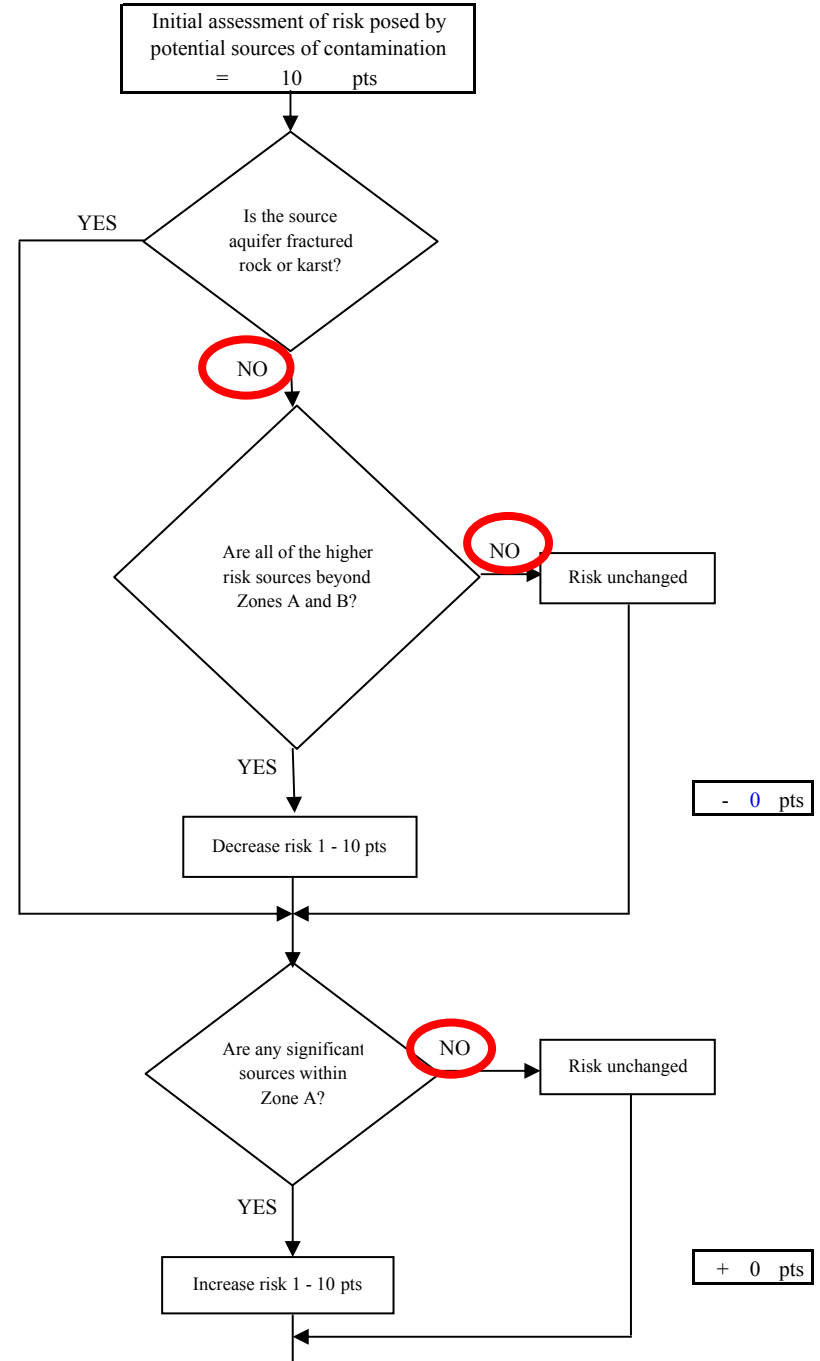 Initial assessment of risk posed by
potential sources of contamination
= 10 pts
YES
Is the source
aquifer fractured
rock or karst?
NO
Are all of the higher
risk sources beyond
Zones A and B?
NO
Risk unchanged
YES
- 0 pts
Decrease risk 1 - 10 pts
Are any significant
sources within
Zone A?
NO
Risk unchanged
YES
+ 0 pts
Increase risk 1 - 10 pts